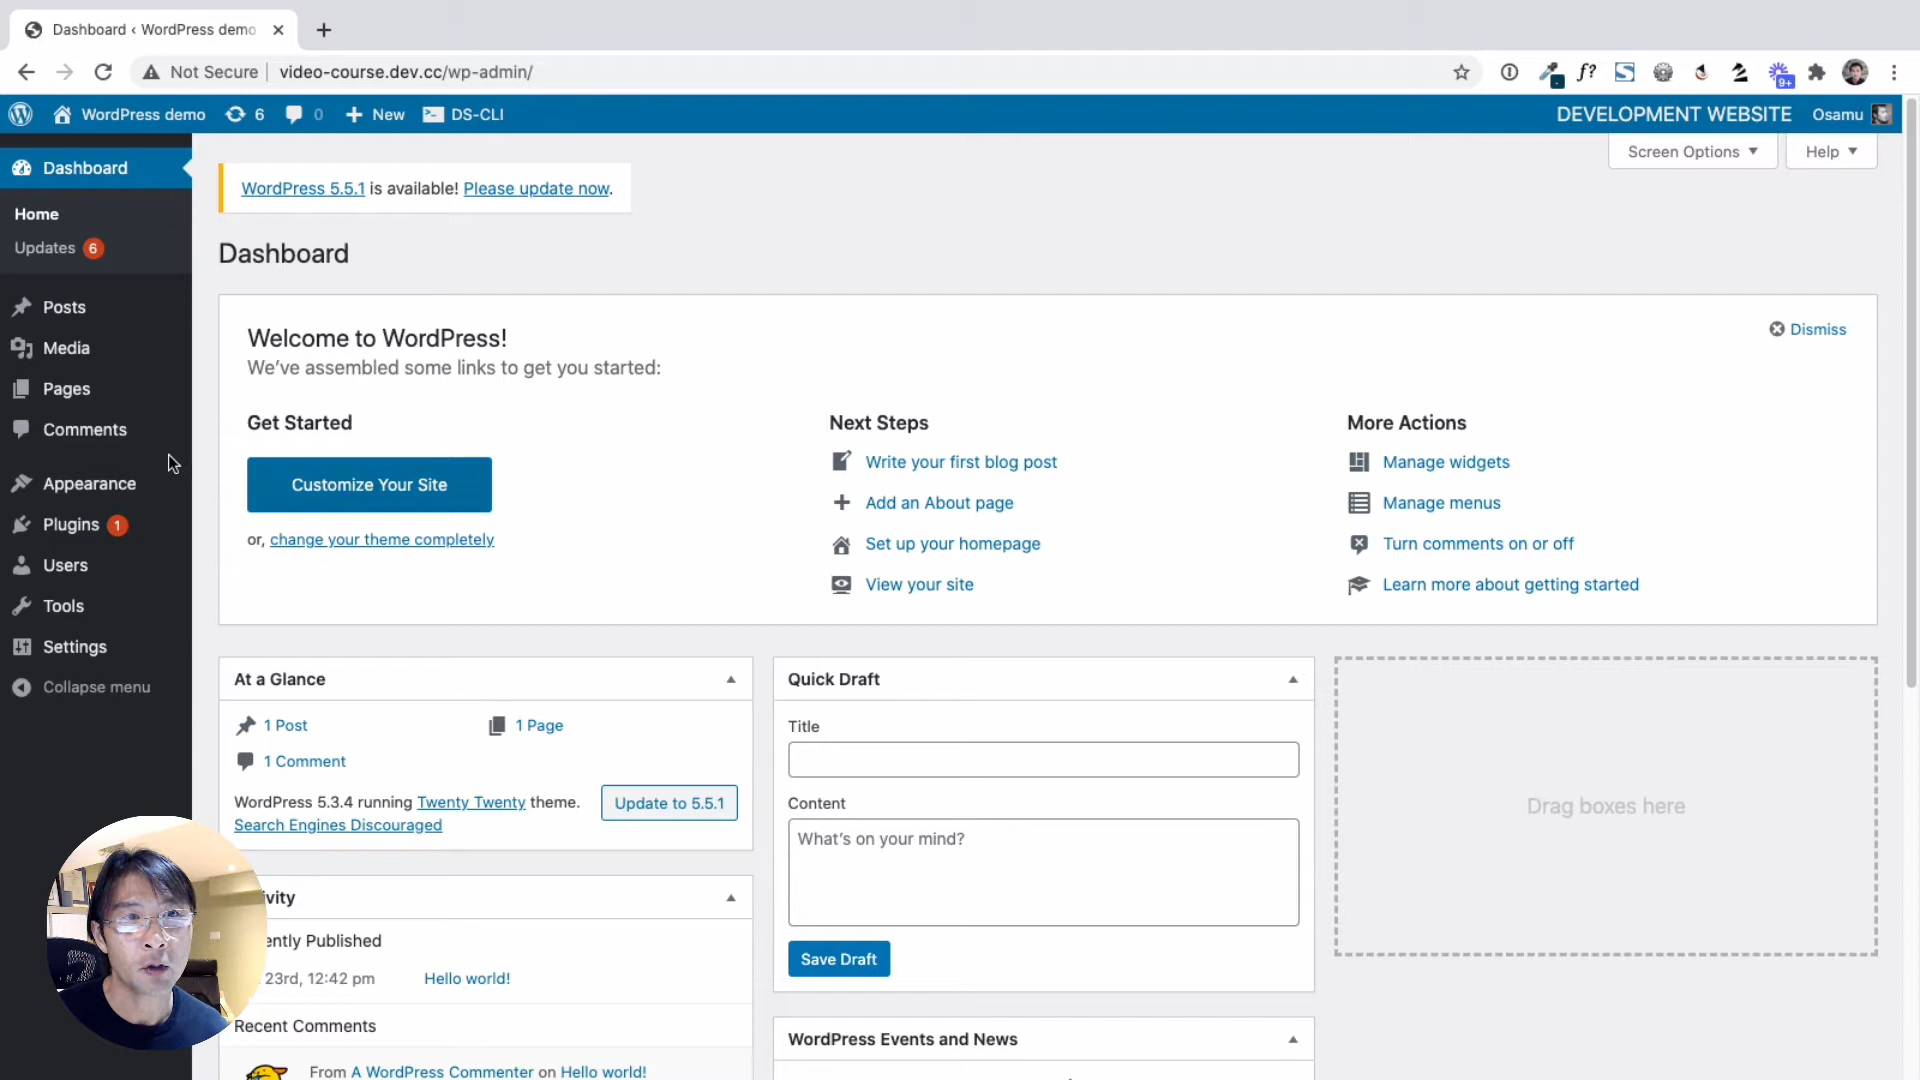 Dashboard ‹ WordPress demo
Not Secure video-course.dev.cc/wp-admin/
f?
9+
WordPress demo 6 0 New DS-CLI DEVELOPMENT WEBSITE Osamu
Screen Options Help
Dashboard
Home
Updates 6
Posts
Media
Pages
Comments
Appearance
Plugins 1
Users
Tools
Settings
Collapse menu
WordPress 5.5.1 is available! Please update now.
Dashboard
Welcome to WordPress!
We've assembled some links to get you started:
Dismiss
Get Started
Customize Your Site
or, change your theme completely
Next Steps
Write your first blog post
Add an About page
Set up your homepage
View your site
More Actions
Manage widgets
Manage menus
Turn comments on or off
Learn more about getting started
At a Glance
1 Post 1 Page
1 Comment
WordPress 5.3.4 running Twenty Twenty theme. Update to 5.5.1
Search Engines Discouraged
ivity
ently Published
23rd, 12:42 pm Hello world!
Recent Comments
From A WordPress Commenter on Hello world!
Quick Draft
Title
Content
What's on your mind?
Save Draft
WordPress Events and News
Drag boxes here